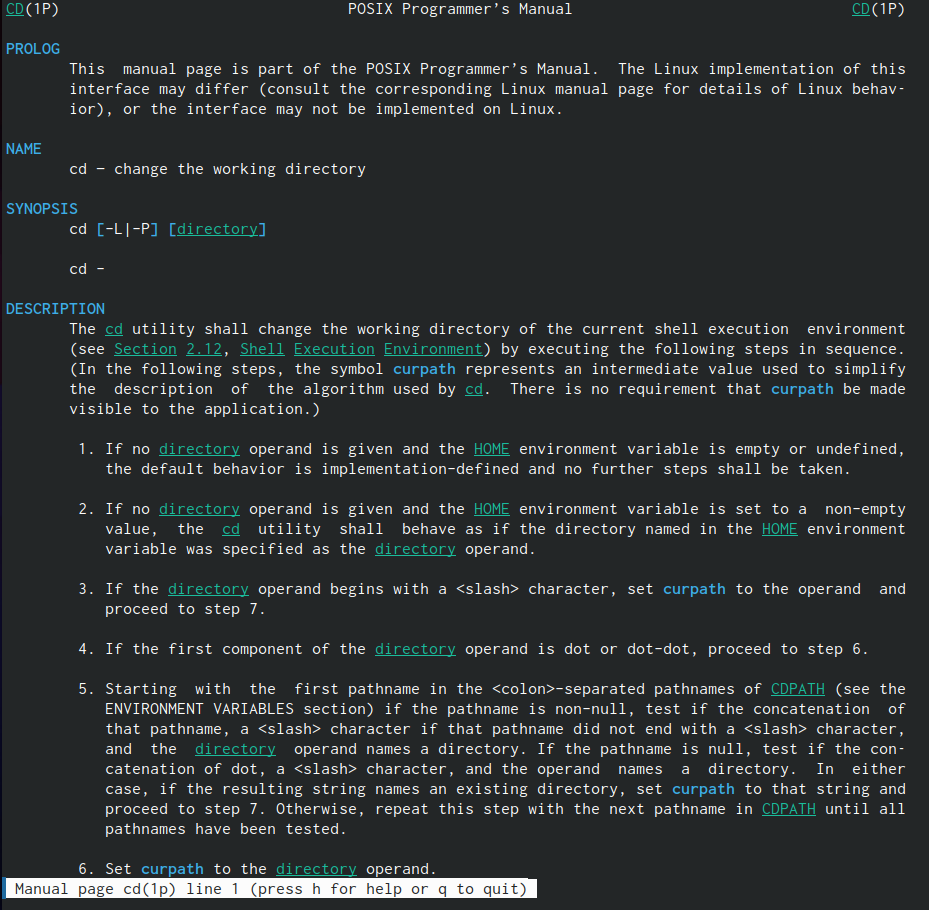 CD(1P) POSIX Programmer’s Manual CD(1P)
PROLOG
This manual page is part of the POSIX Programmer’s Manual. The Linux implementation of this
interface may differ (consult the corresponding Linux manual page for details of Linux behav‐
ior), or the interface may not be implemented on Linux.
NAME
cd — change the working directory
SYNOPSIS
cd [-L|-P] [directory]
cd -
DESCRIPTION
The cd utility shall change the working directory of the current shell execution environment
(see Section 2.12, Shell Execution Environment) by executing the following steps in sequence.
(In the following steps, the symbol curpath represents an intermediate value used to simplify
the description of the algorithm used by cd. There is no requirement that curpath be made
visible to the application.)
1. If no directory operand is given and the HOME environment variable is empty or undefined,
the default behavior is implementation-defined and no further steps shall be taken.
2. If no directory operand is given and the HOME environment variable is set to a non-empty
value, the cd utility shall behave as if the directory named in the HOME environment
variable was specified as the directory operand.
3. If the directory operand begins with a <slash> character, set curpath to the operand and
proceed to step 7.
4. If the first component of the directory operand is dot or dot-dot, proceed to step 6.
5. Starting with the first pathname in the <colon>-separated pathnames of CDPATH (see the
ENVIRONMENT VARIABLES section) if the pathname is non-null, test if the concatenation of
that pathname, a <slash> character if that pathname did not end with a <slash> character,
and the directory operand names a directory. If the pathname is null, test if the con‐
catenation of dot, a <slash> character, and the operand names a directory. In either
case, if the resulting string names an existing directory, set curpath to that string and
proceed to step 7. Otherwise, repeat this step with the next pathname in CDPATH until all
pathnames have been tested.
6. Set curpath to the directory operand.
Manual page cd(1p) line 1 (press h for help or q to quit)